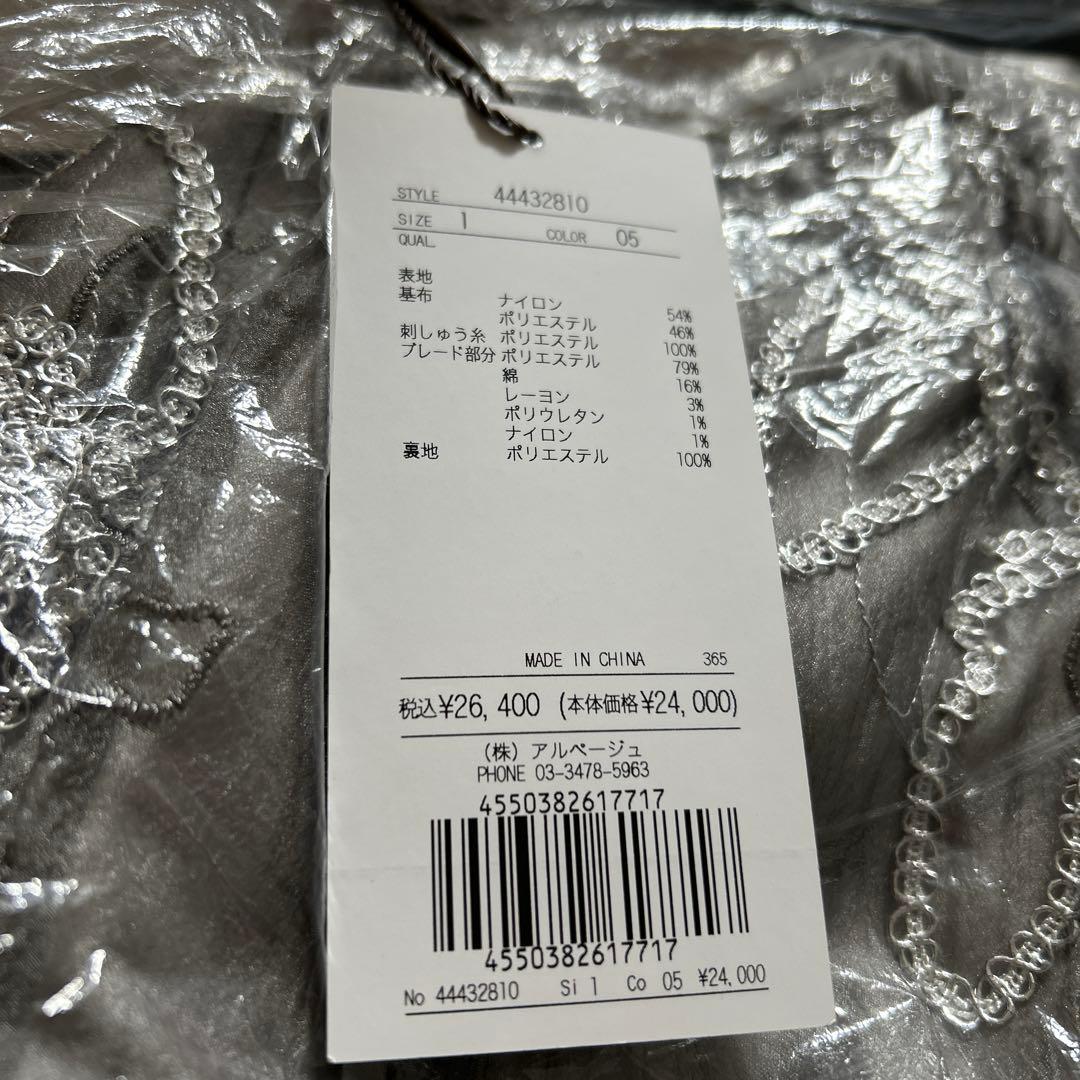 STYLE 44432810
SIZE 1 COLOR 05
QUAL
表地
基布 ナイロン 54%
ポリエステル 46%
刺しゅう糸 ポリエステル 100%
ブレード部分 ポリエステル 79%
綿 16%
レーヨン 3%
ポリウレタン 1%
ナイロン 1%
裏地 ポリエステル 100%
MADE IN CHINA 365
税込¥26,400 (本体価格¥24,000)
(株) アルページュ
PHONE 03-3478-5963
4550382617717
4550382617717
No 44432810 Si 1 Co 05 ¥24,000